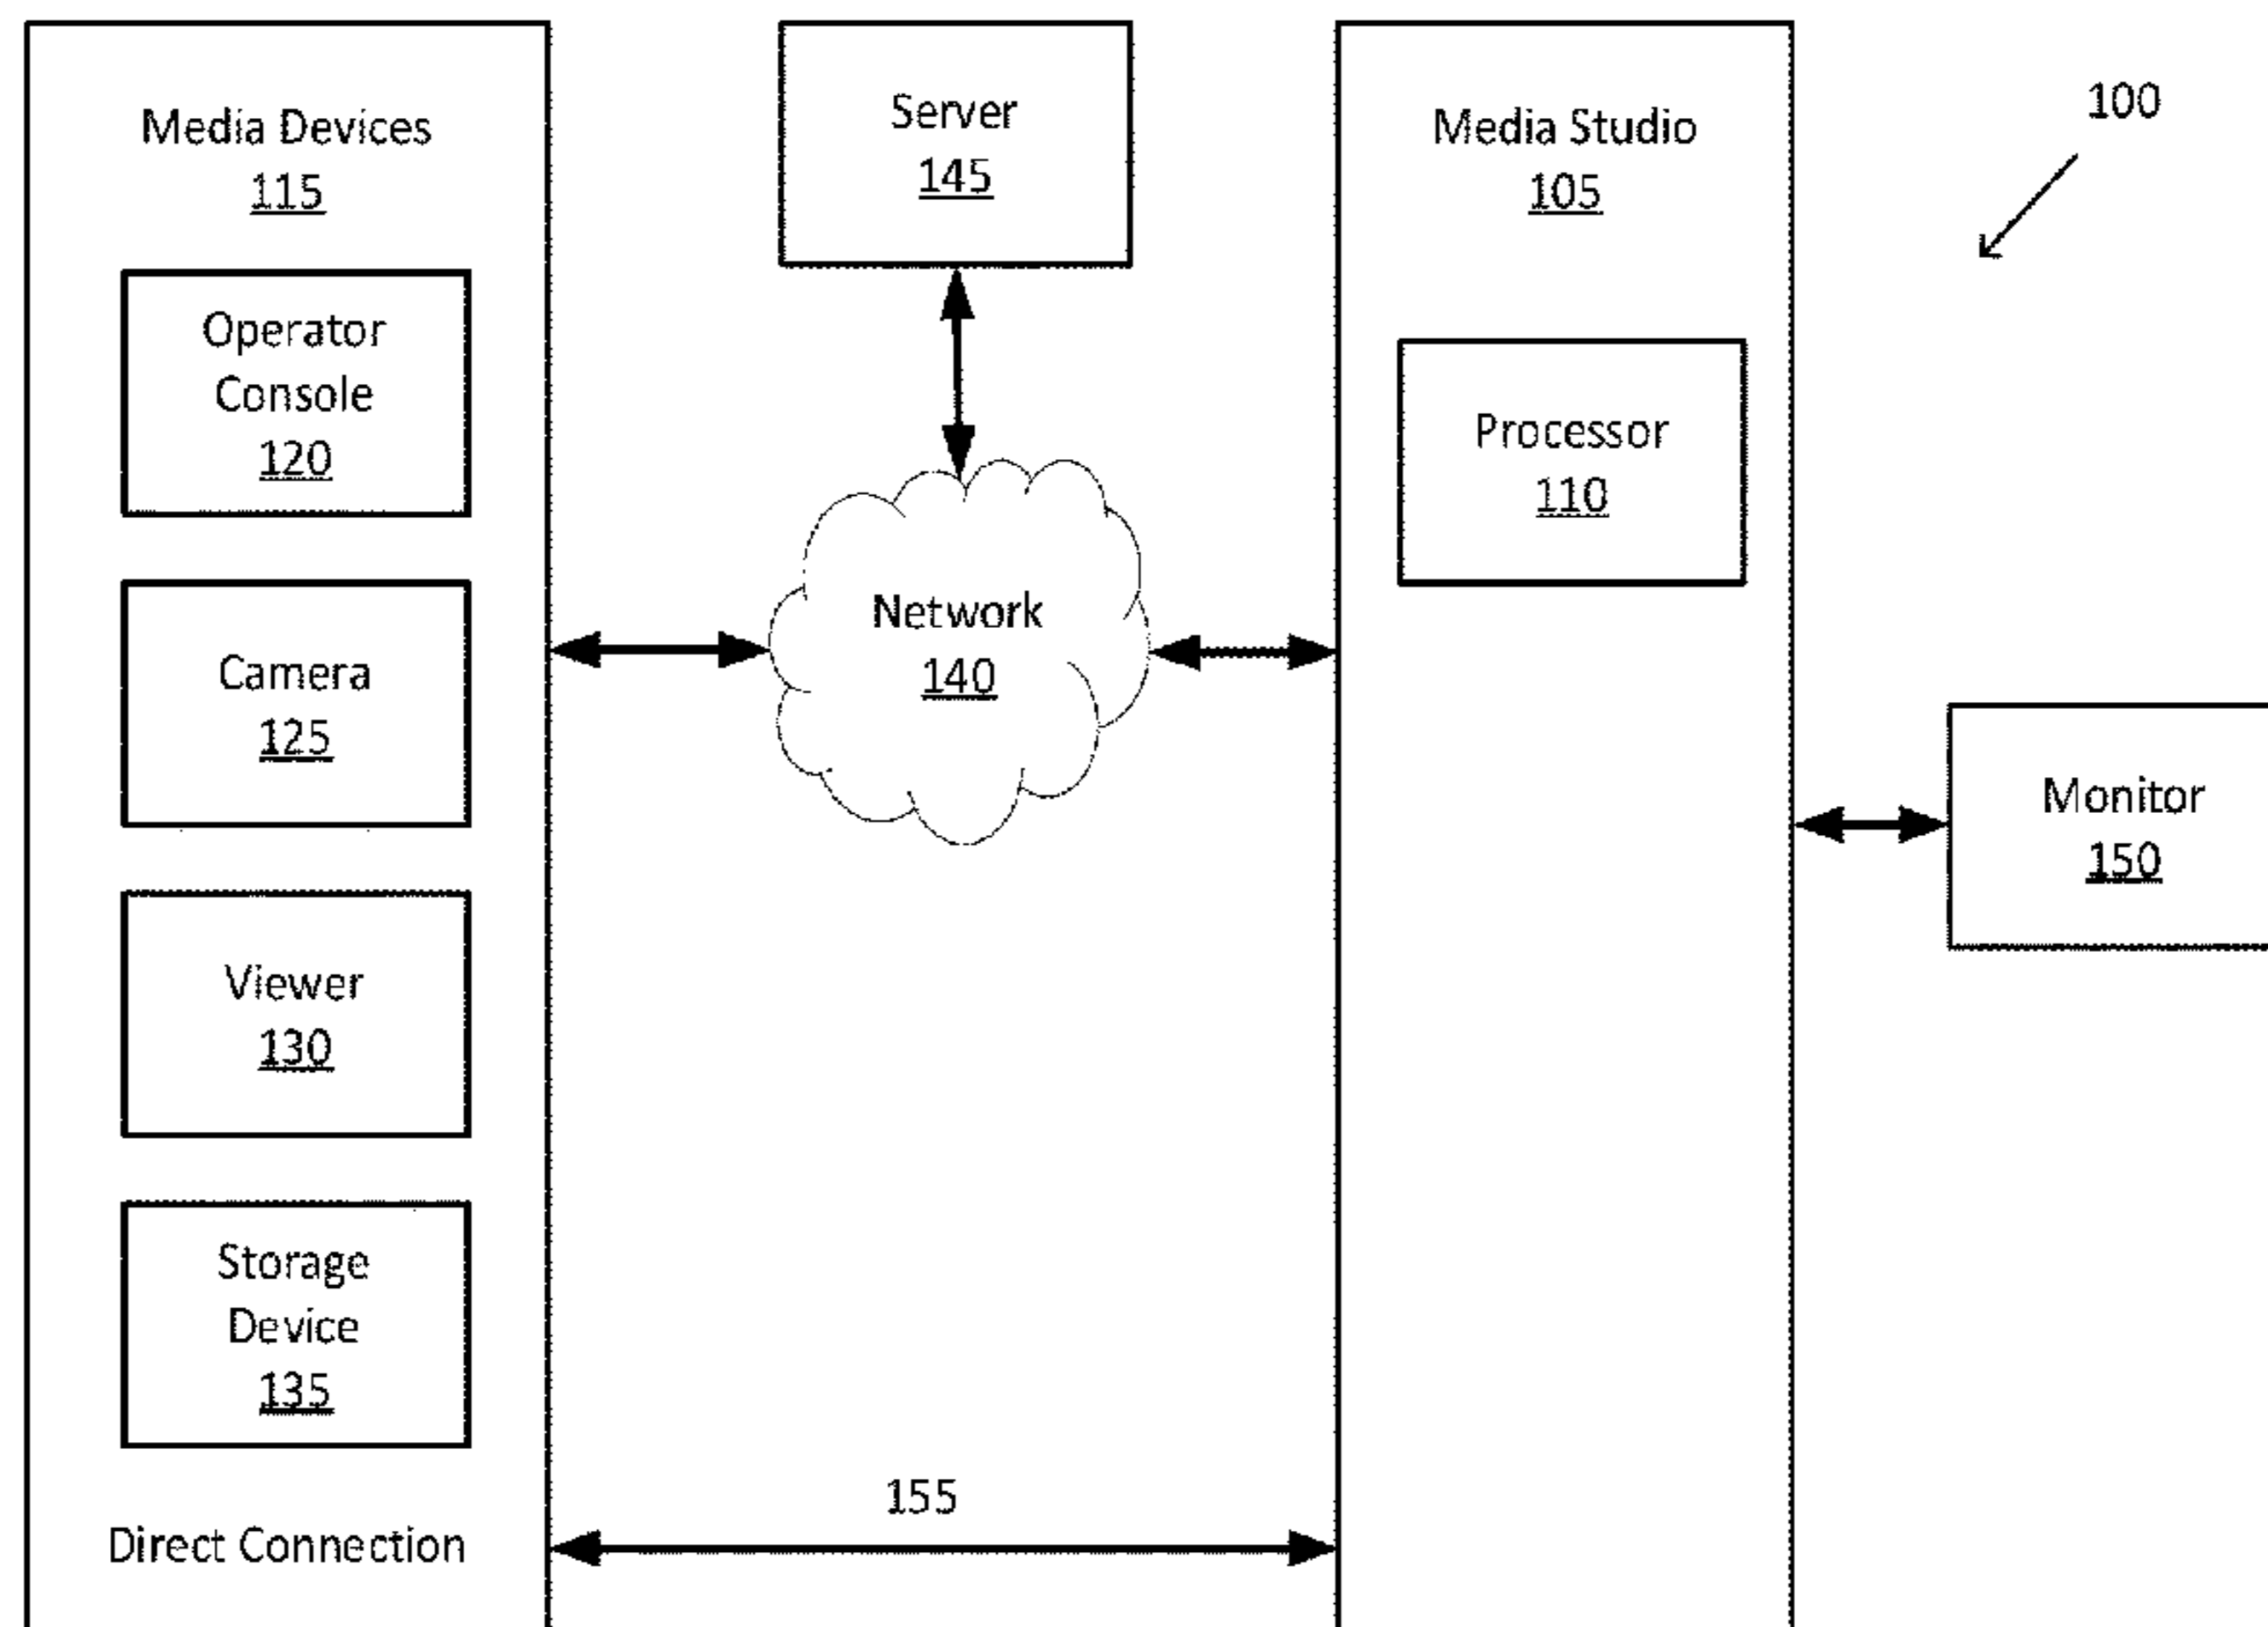 Media Devices
115
Operator
Console
120
Camera
125
Viewer
130
Storage
Device
135
Direct Connection
Server
145
Network
140
155
Media Studio
105
Processor
110
100
Monitor
150